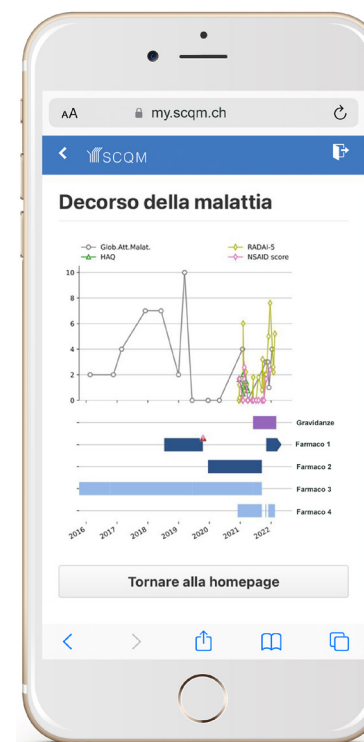 AA my.scqm.ch
SCQM
Decorso della malattia
Glob.Att.Malat. RADAI-5
HAQ NSAID score
10
8
6
4
2
0
Gravidanze
Farmaco 1
Farmaco 2
Farmaco 3
Farmaco 4
2016 2017 2018 2019 2020 2021 2022
Tornare alla homepage